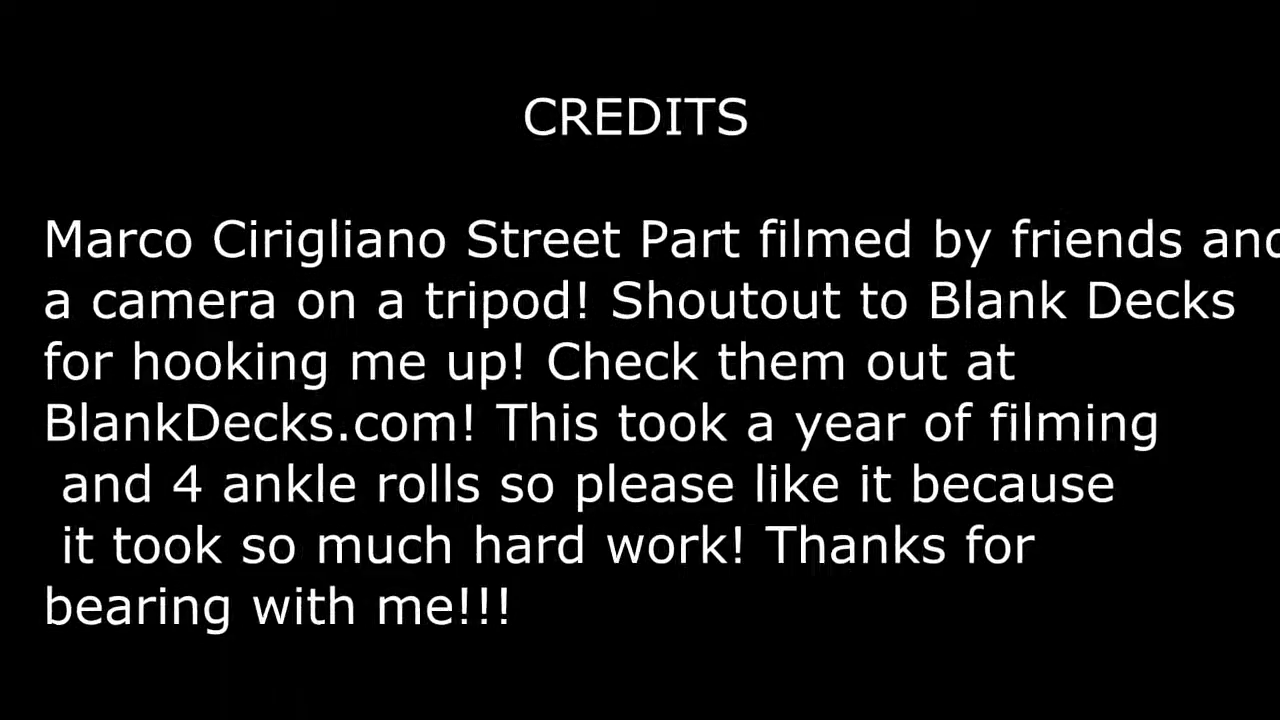 CREDITS
Marco Cirigliano Street Part filmed by friends and
a camera on a tripod! Shoutout to Blank Decks
for hooking me up! Check them out at
BlankDecks.com! This took a year of filming
and 4 ankle rolls so please like it because
it took so much hard work! Thanks for
bearing with me!!!